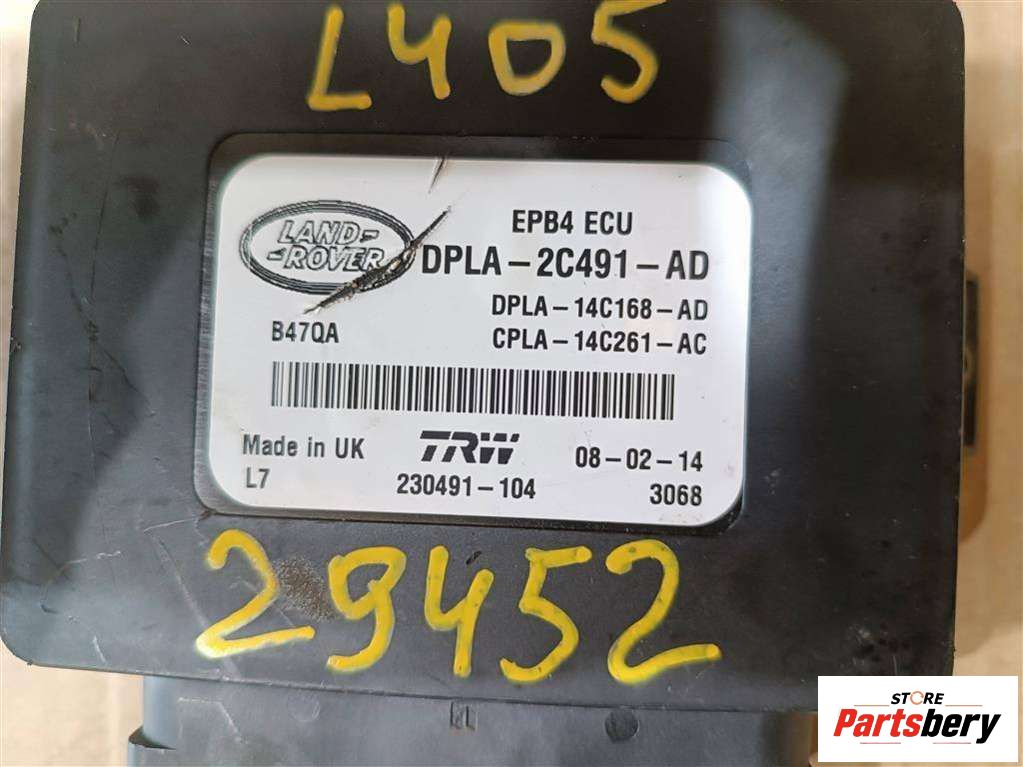 L405
EPB4 ECU
LAND-
-ROVER
DPLA-2C491-AD
DPLA-14C168-AD
B47QA
CPLA-14C261-AC
Made in UK
TRW
08-02-14
L7
230491-104
3068
29452
STORE
Partsbery